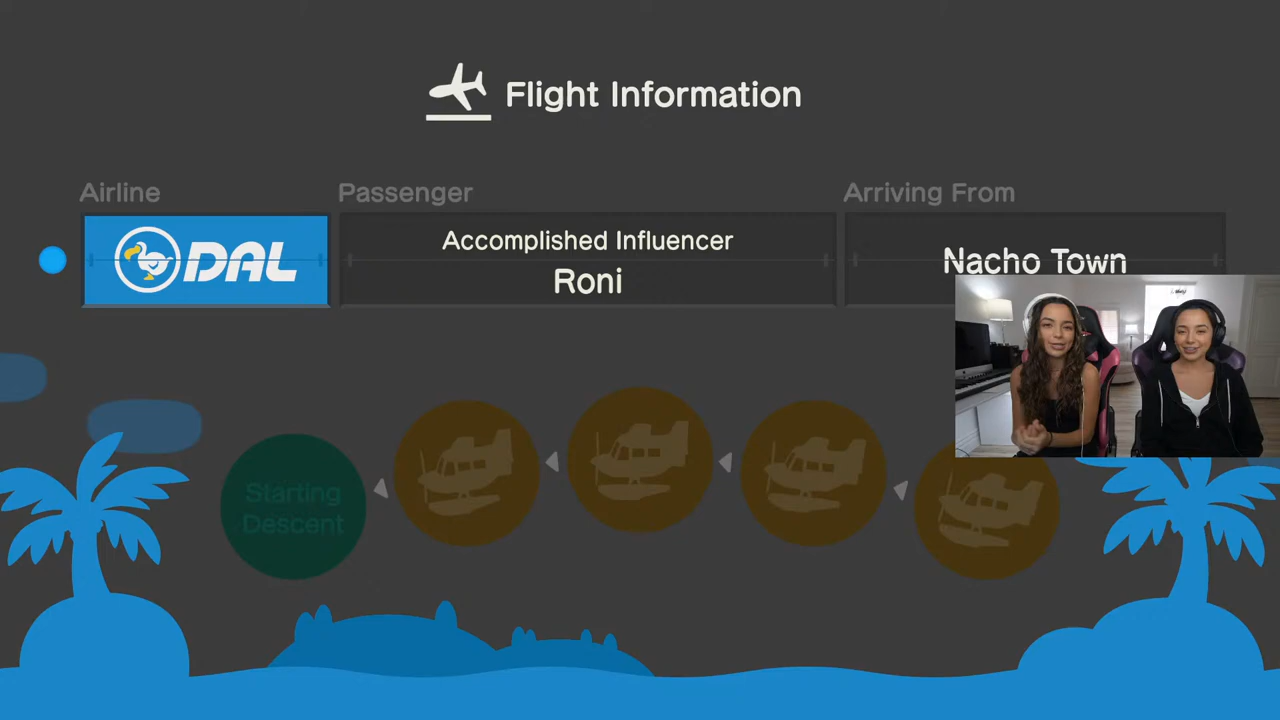 Flight Information
Airline
Passenger
Arriving From
DAL
Accomplished Influencer
Roni
Nacho Town
Starting
Descent